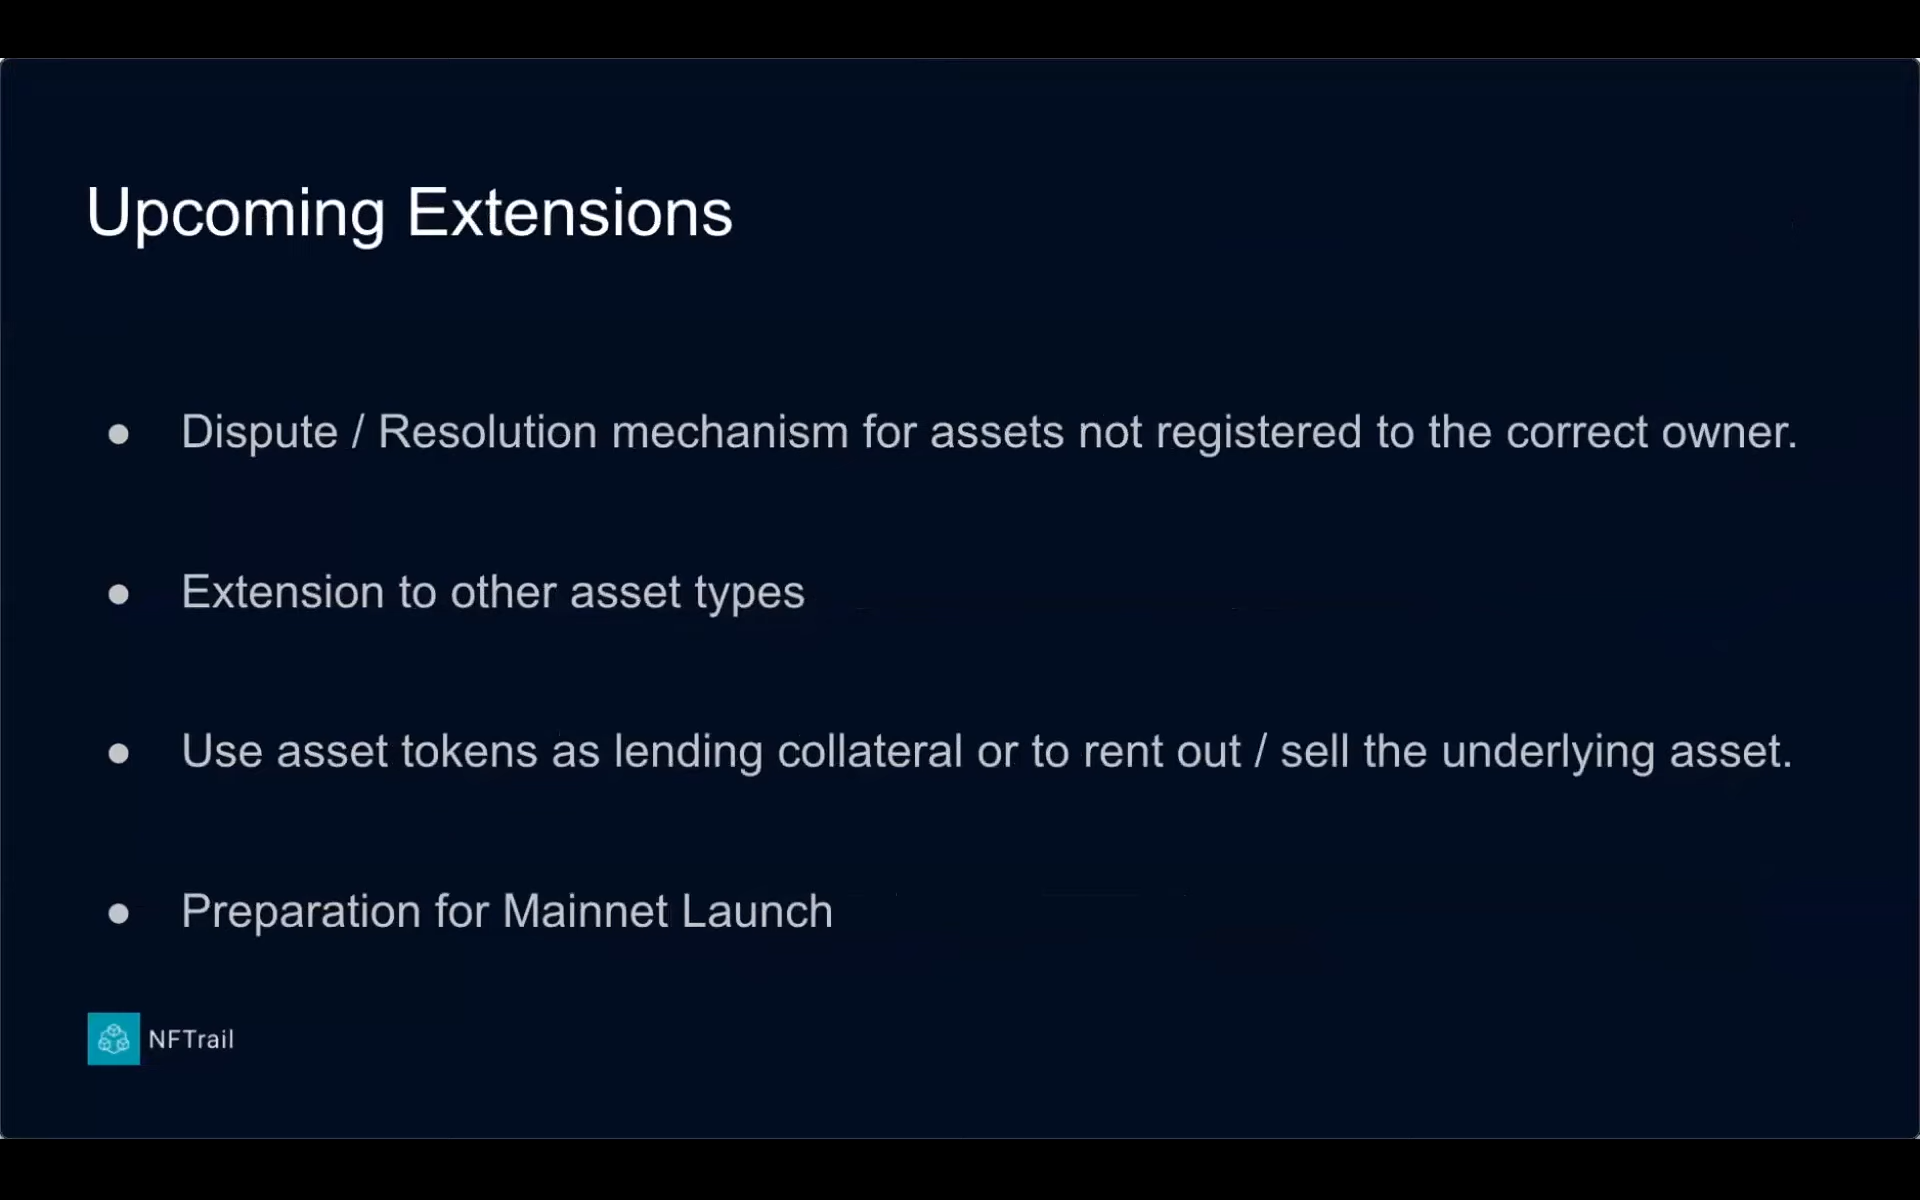 Upcoming Extensions
● Dispute / Resolution mechanism for assets not registered to the correct owner.
● Extension to other asset types
● Use asset tokens as lending collateral or to rent out / sell the underlying asset.
● Preparation for Mainnet Launch
NFTrail